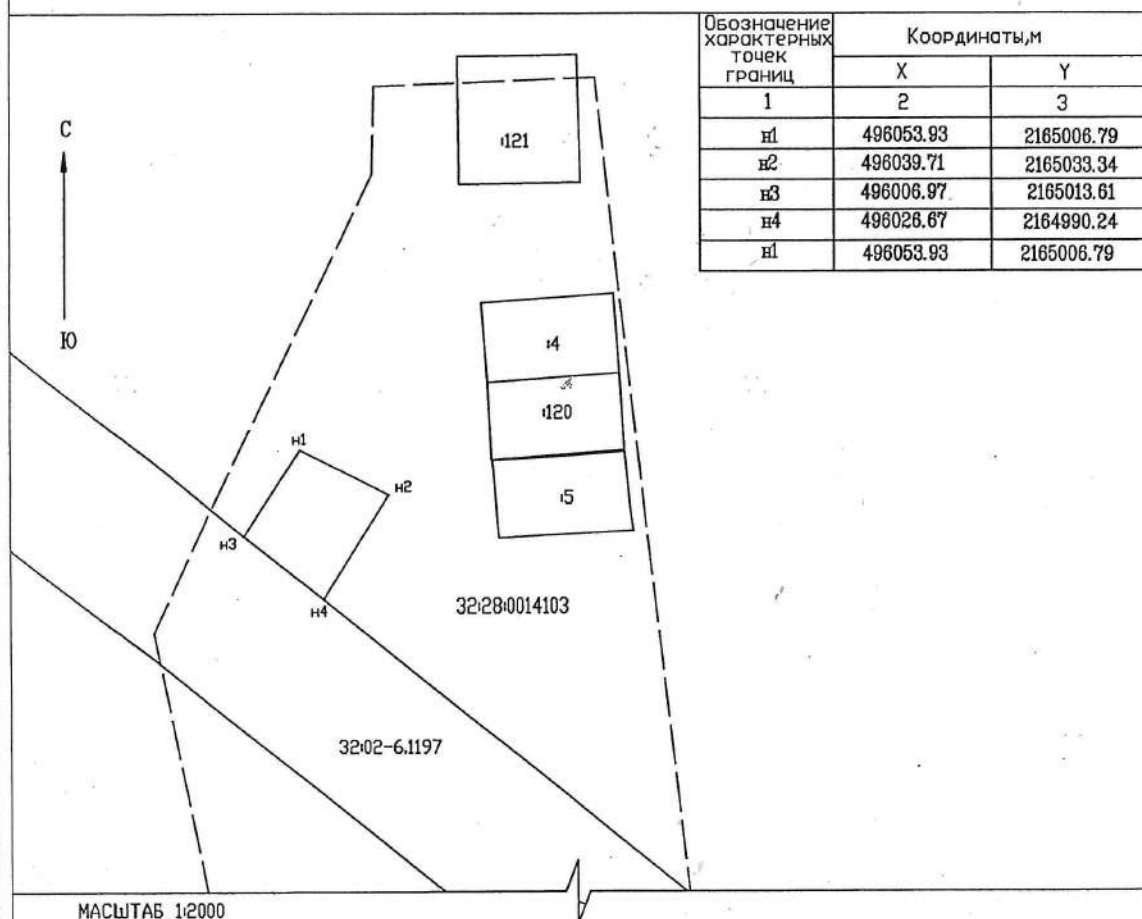 Обозначение
характерных
точек
границ
Координаты,м
X Y
1 2 3
н1 496053.93 2165006.79
н2 496039.71 2165033.34
н3 496006.97 2165013.61
н4 496026.67 2164990.24
н1 496053.93 2165006.79
С
Ю
:121
:4
:120
:5
н1
н2
н3
н4
32:28:0014103
32:02-6.1197
МАСШТАБ 1:2000